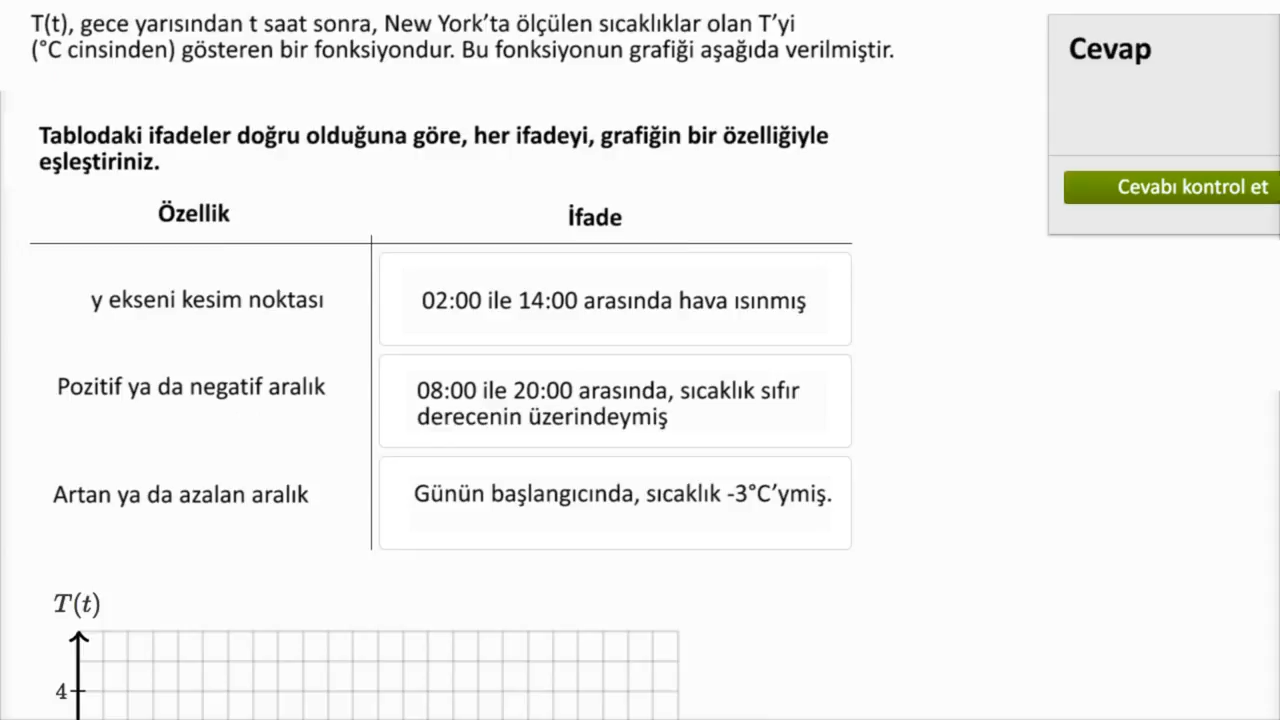 T(t), gece yarısından t saat sonra, New York’ta ölçülen sıcaklıklar olan T’yi
(°C cinsinden) gösteren bir fonksiyondur. Bu fonksiyonun grafiği aşağıda verilmiştir.
Cevap
Cevabı kontrol et
Tablodaki ifadeler doğru olduğuna göre, her ifadeyi, grafiğin bir özelliğiyle
eşleştiriniz.
Özellik
İfade
y ekseni kesim noktası
02:00 ile 14:00 arasında hava ısınmış
Pozitif ya da negatif aralık
08:00 ile 20:00 arasında, sıcaklık sıfır
derecenin üzerindeymiş
Artan ya da azalan aralık
Günün başlangıcında, sıcaklık -3°C’ymiş.
T(t)
4